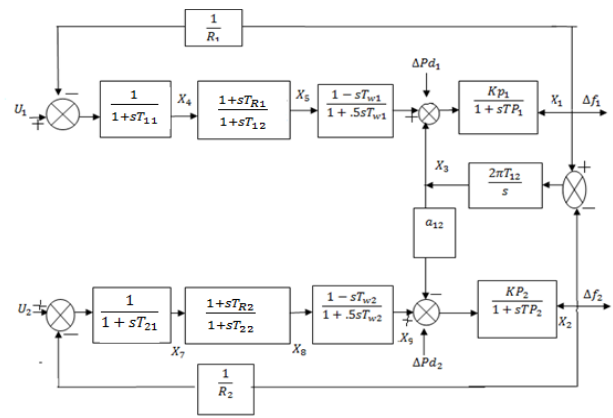 1
R₁
ΔPd₁
U₁
1
1+sT₁₁
X₄
1+sT_R1
1+sT₁₂
X₅
1 − sT_w1
1 + .5sT_w1
Kp₁
1 + sTP₁
X₁
Δf₁
X₃
2πT₁₂
s
a₁₂
U₂
1
1 + sT₂₁
X₇
1+sT_R2
1+sT₂₂
X₈
1 − sT_w2
1 + .5sT_w2
X₉
KP₂
1 + sTP₂
X₂
Δf₂
ΔPd₂
1
R₂